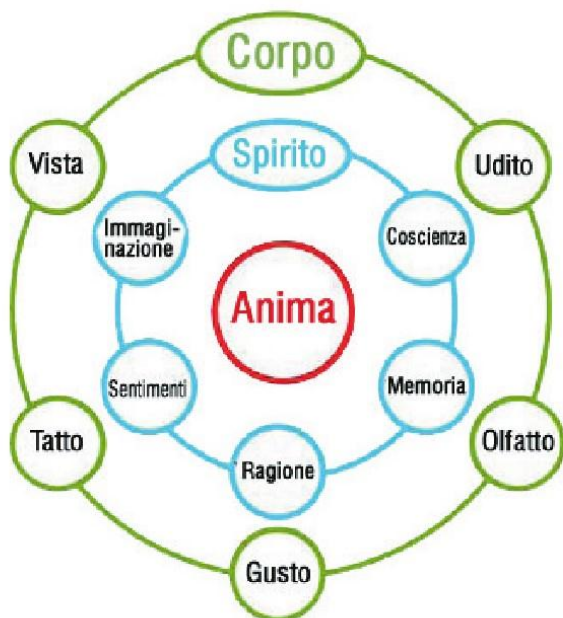 Corpo
Spirito
Vista
Udito
Immagi-
nazione
Coscienza
Anima
Sentimenti
Memoria
Tatto
Olfatto
Ragione
Gusto